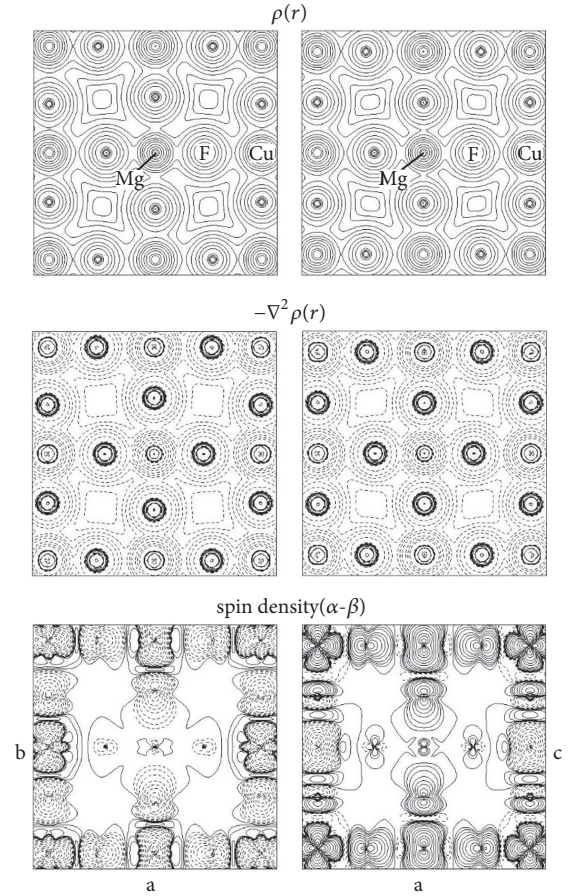 ρ(r)
Mg F Cu Mg F Cu
−∇²ρ(r)
spin density(α-β)
b c
a a